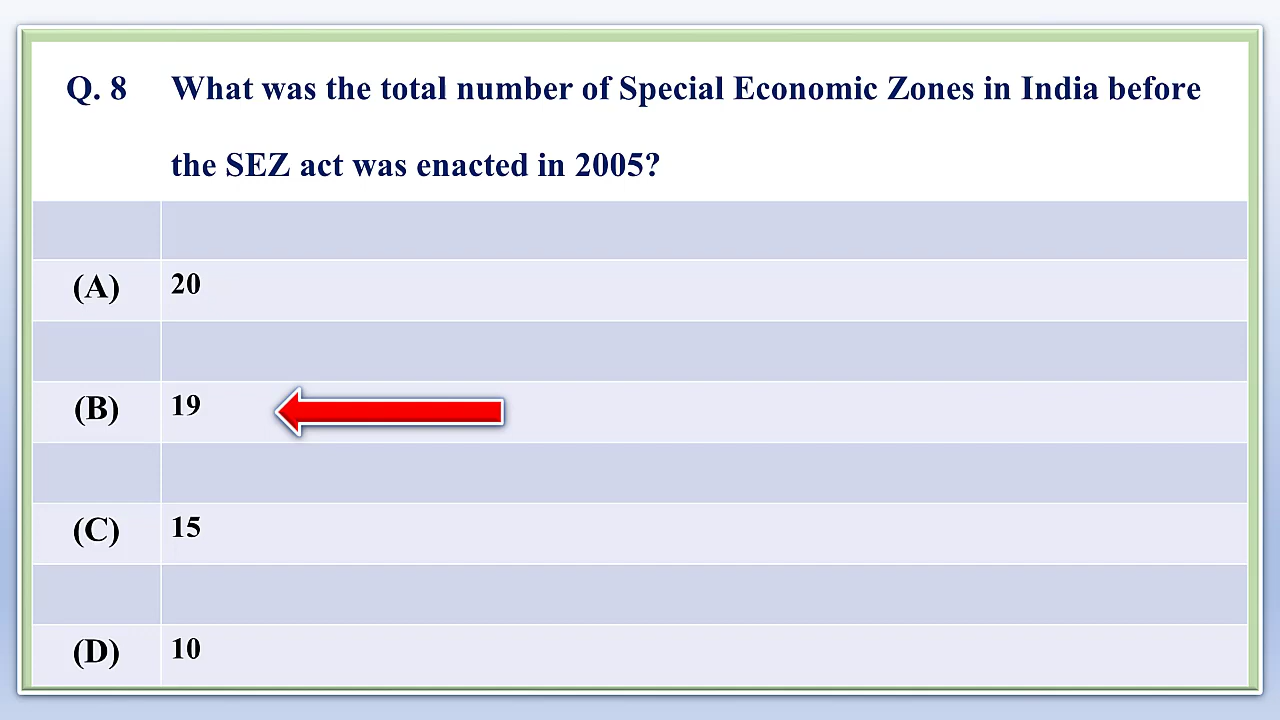 Q. 8 What was the total number of Special Economic Zones in India before
the SEZ act was enacted in 2005?
(A) 20
(B) 19
(C) 15
(D) 10